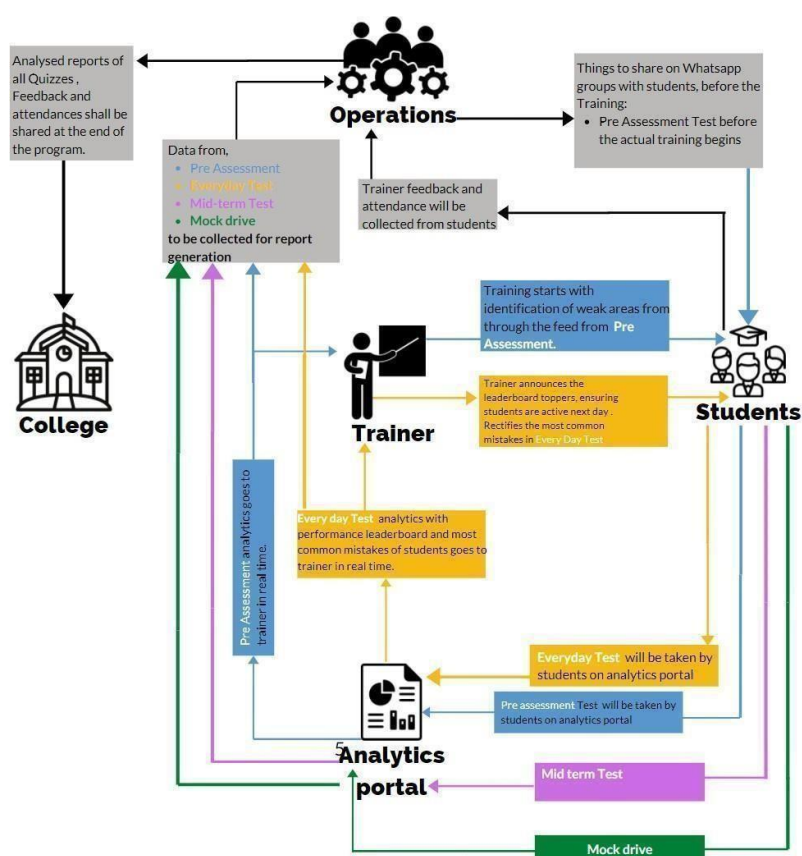 Operations
Analysed reports of
all Quizzes ,
Feedback and
attendances shall be
shared at the end of
the program.
Things to share on Whatsapp
groups with students, before the
Training:
• Pre Assessment Test before
the actual training begins
Data from,
• Pre Assessment
• Everyday Test
• Mid-term Test
• Mock drive
to be collected for report
generation
Trainer feedback and
attendance will be
collected from students
Training starts with
identification of weak areas from
through the feed from Pre
Assessment.
College
Trainer
Trainer announces the
leaderboard toppers, ensuring
students are active next day .
Rectifies the most common
mistakes in Every Day Test
Students
Pre Assessment analytics goes to
trainer in real time.
Every day Test analytics with
performance leaderboard and most
common mistakes of students goes to
trainer in real time.
Everyday Test will be taken by
students on analytics portal
Pre assessment Test will be taken by
students on analytics portal
5
Analytics
portal
Mid term Test
Mock drive